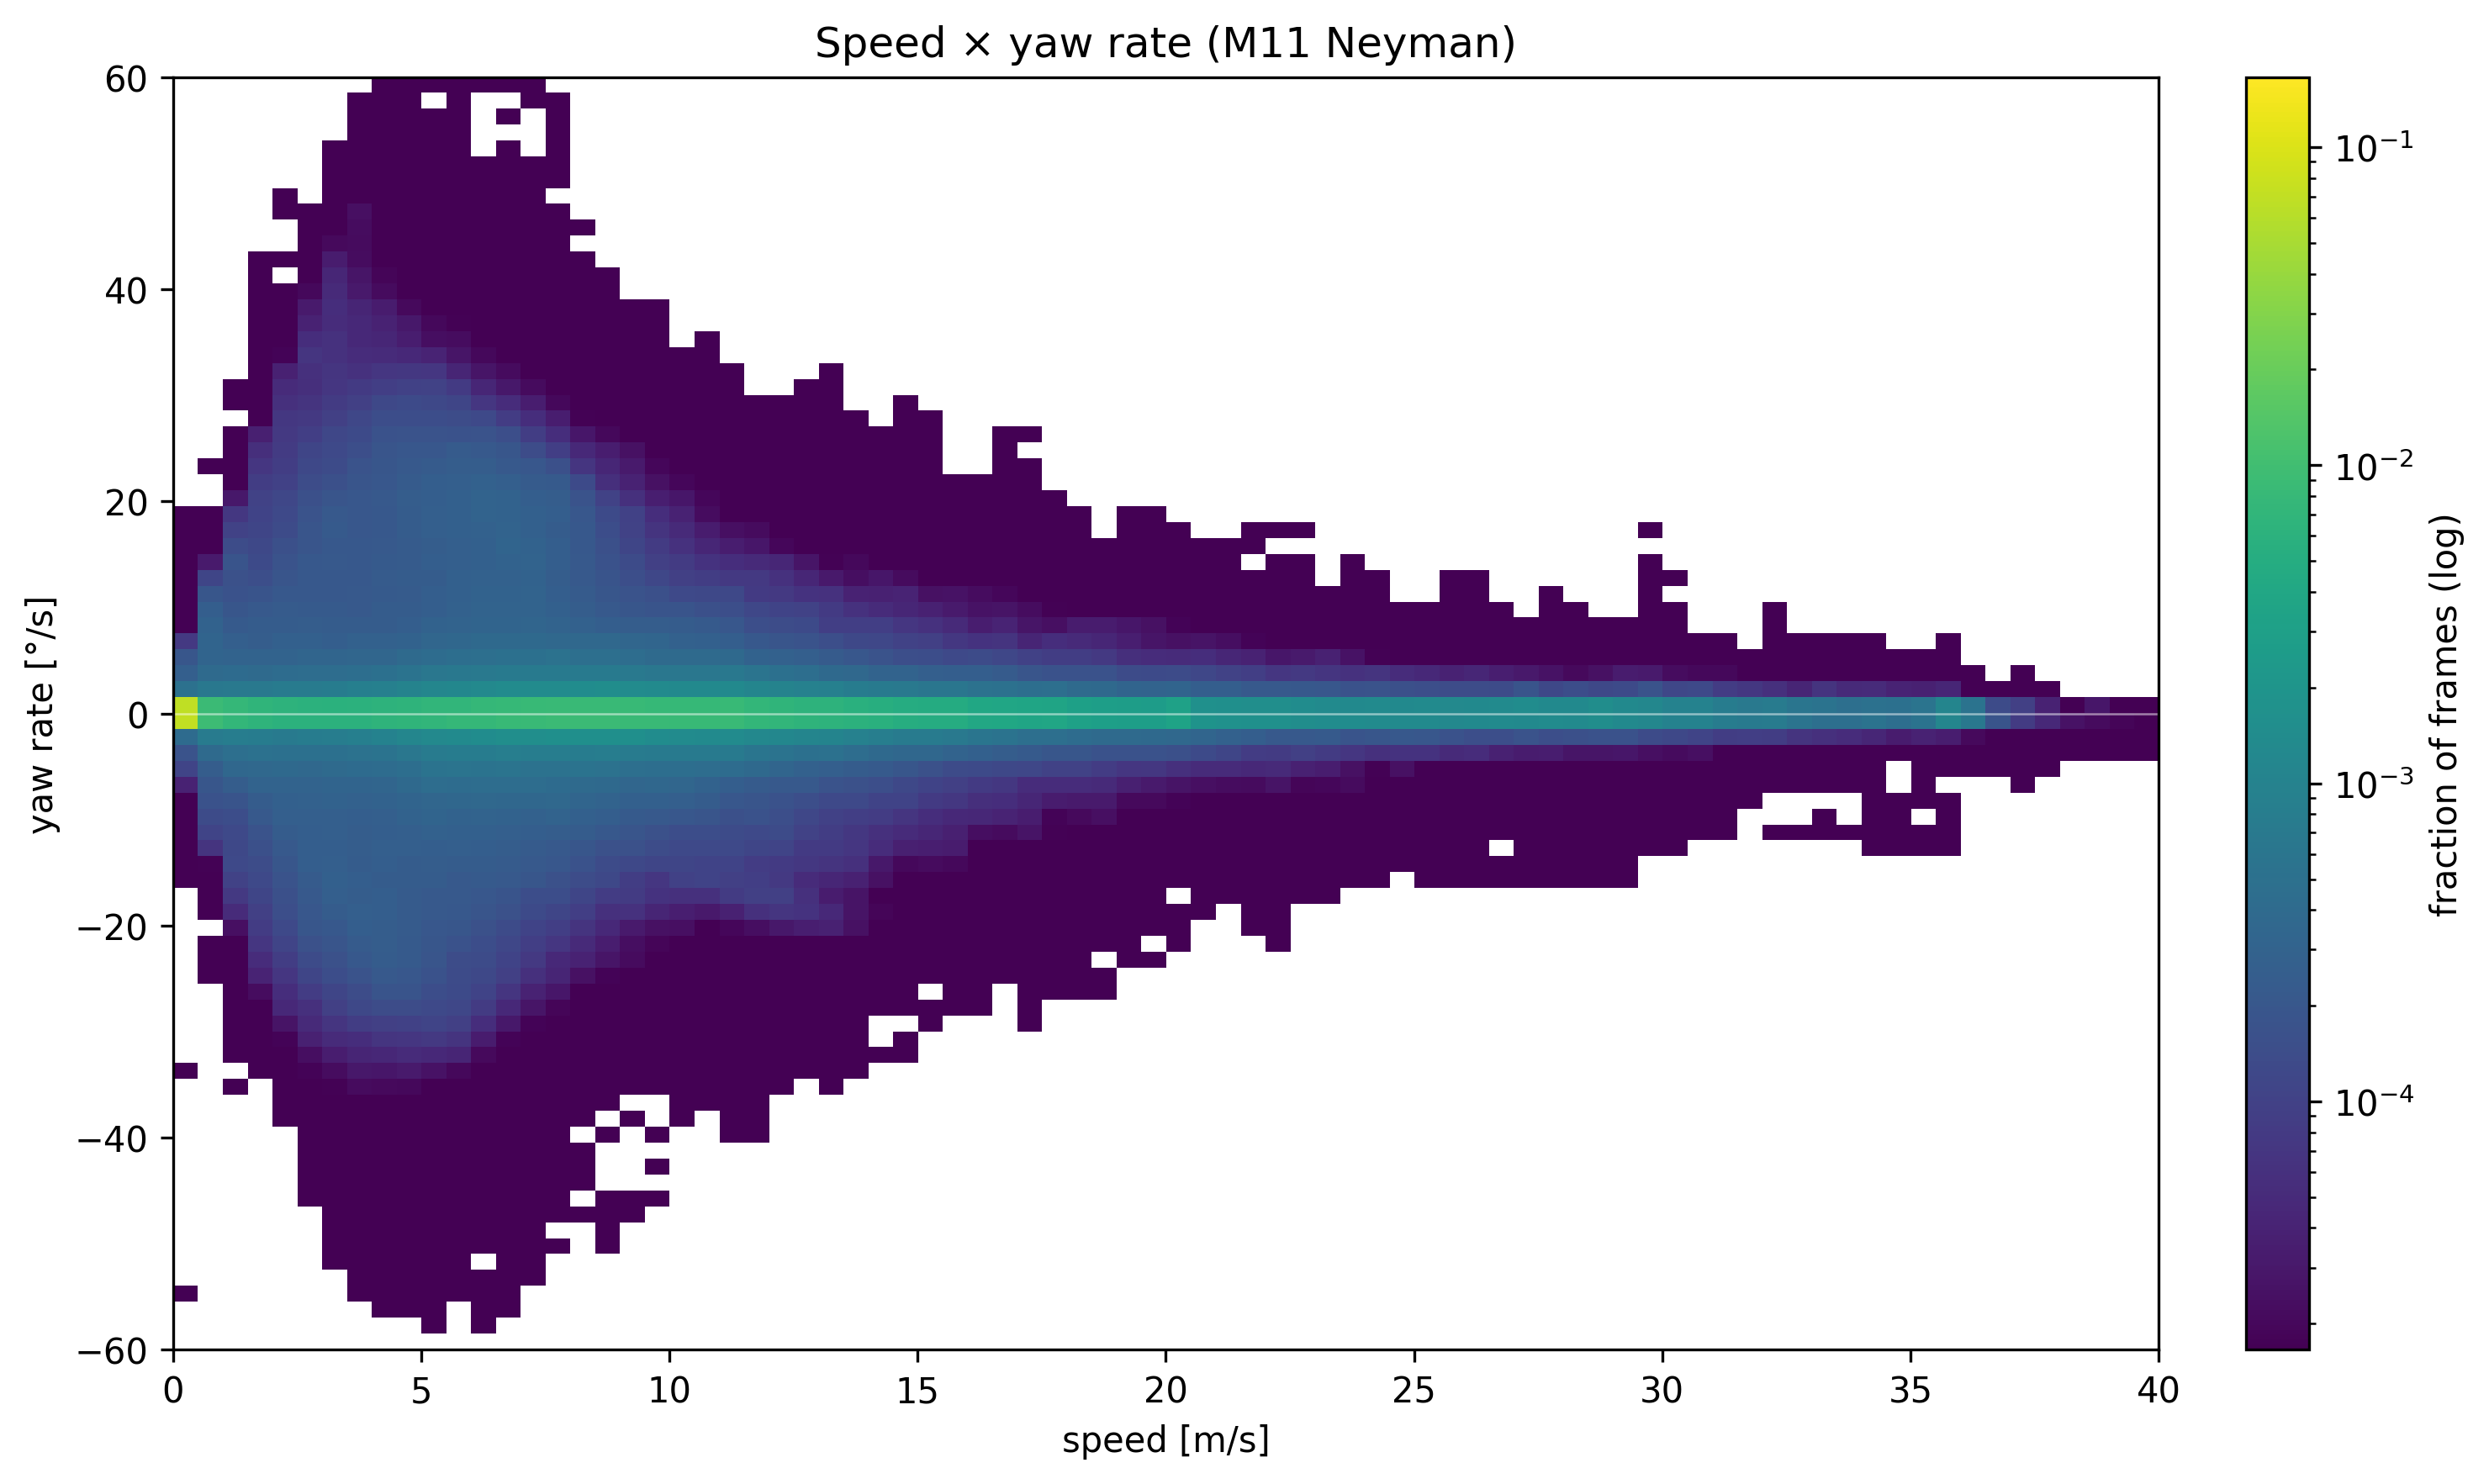 Speed × yaw rate (M11 Neyman)
yaw rate [°/s]
60
40
20
0
−20
−40
−60
0 5 10 15 20 25 30 35 40
speed [m/s]
10⁻¹
10⁻²
10⁻³
10⁻⁴
fraction of frames (log)